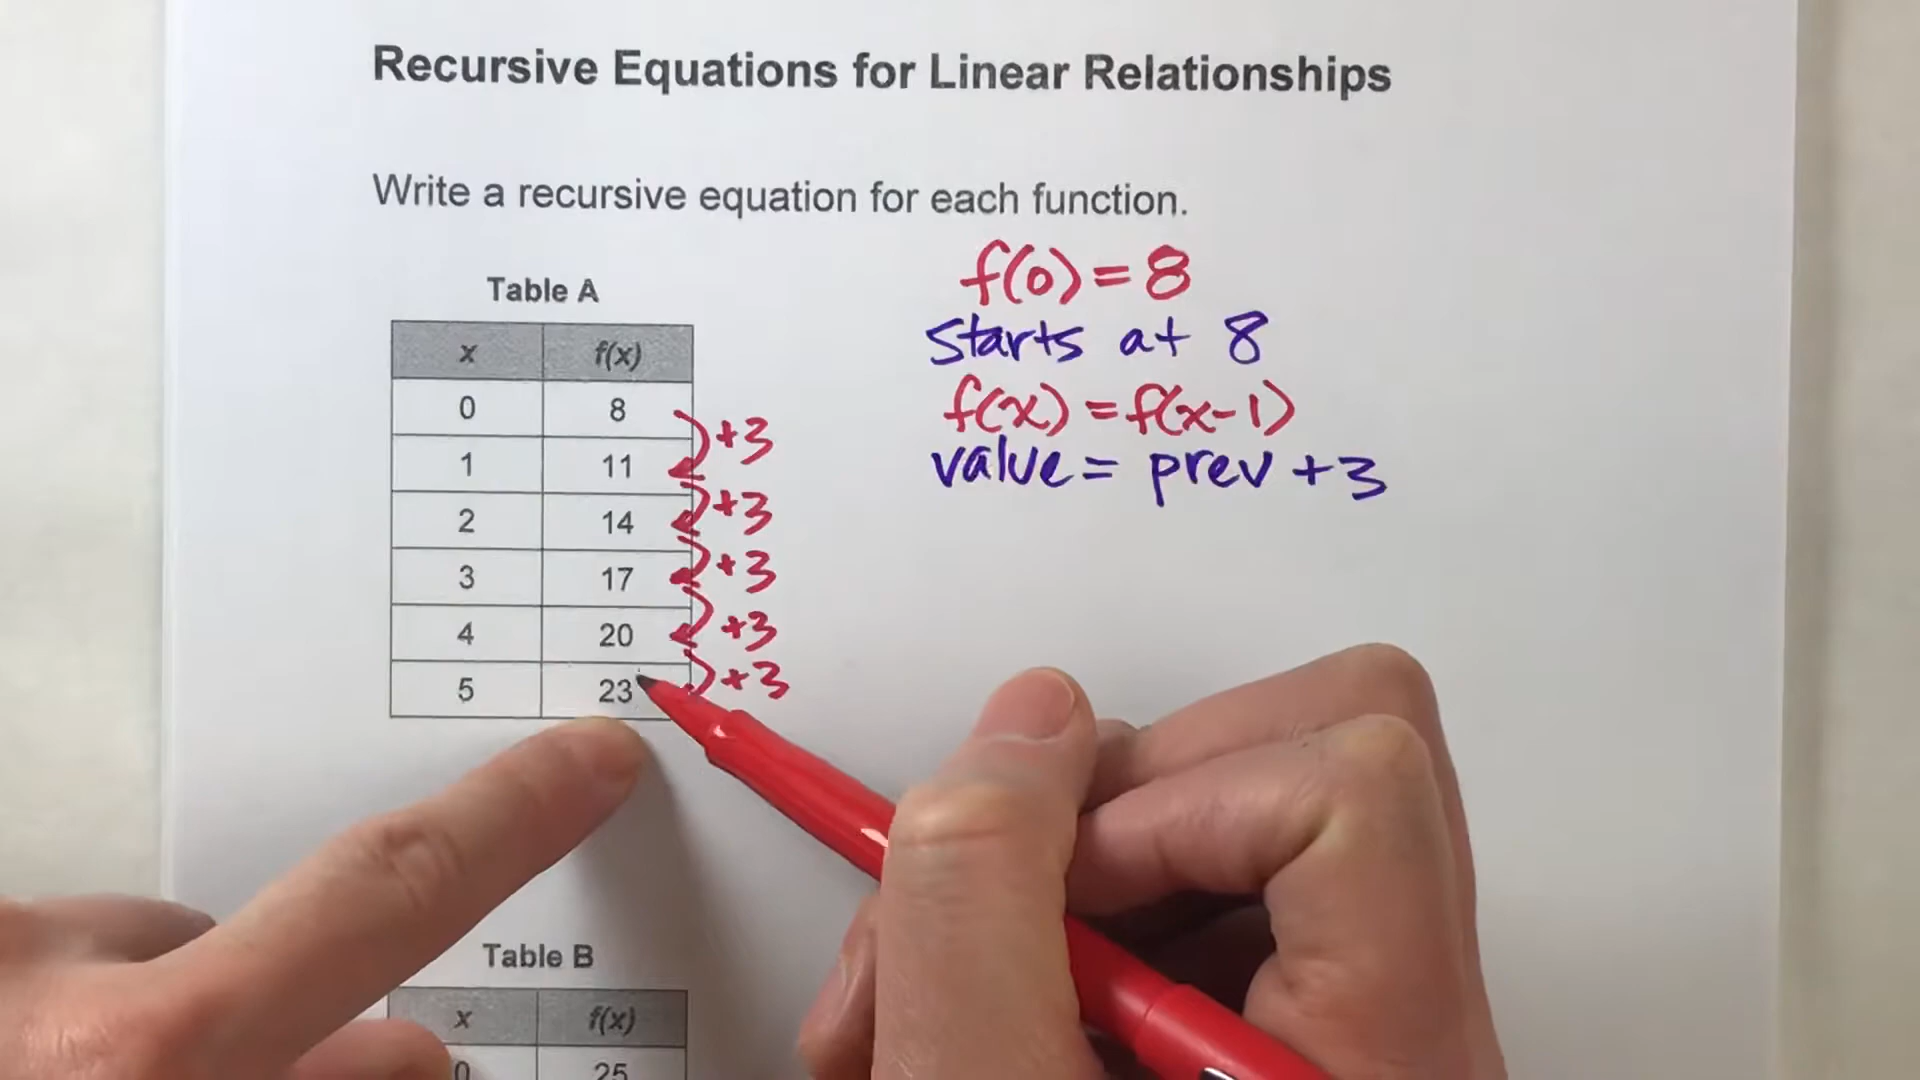 Recursive Equations for Linear Relationships
Write a recursive equation for each function.
Table A
x f(x)
0 8
1 11
2 14
3 17
4 20
5 23
+3
+3
+3
+3
+3
f(0) = 8
starts at 8
f(x) = f(x-1)
value = prev +3
Table B
x f(x)
0 25